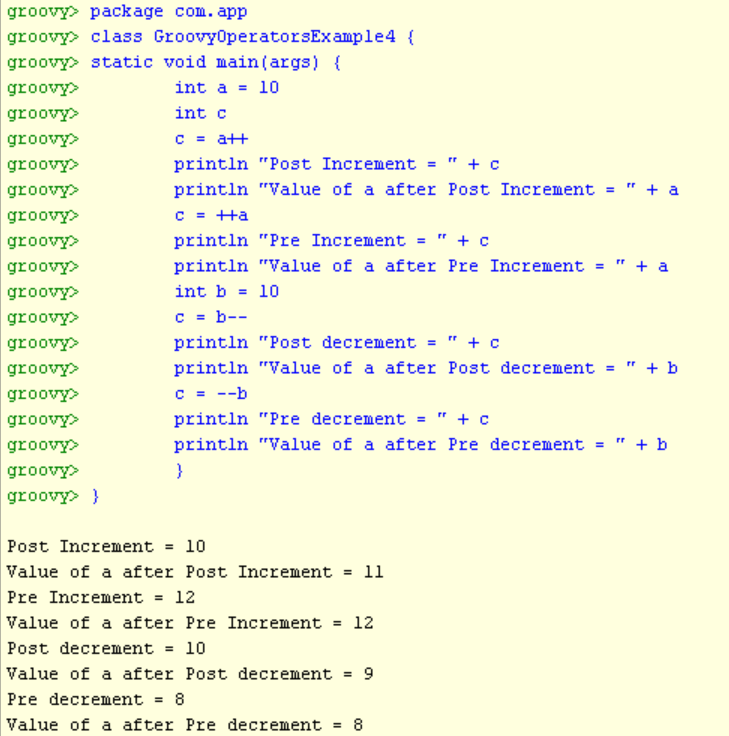 groovy> package com.app
groovy> class GroovyOperatorsExample4 {
groovy> static void main(args) {
groovy>         int a = 10
groovy>         int c
groovy>         c = a++
groovy>         println "Post Increment = " + c
groovy>         println "Value of a after Post Increment = " + a
groovy>         c = ++a
groovy>         println "Pre Increment = " + c
groovy>         println "Value of a after Pre Increment = " + a
groovy>         int b = 10
groovy>         c = b--
groovy>         println "Post decrement = " + c
groovy>         println "Value of a after Post decrement = " + b
groovy>         c = --b
groovy>         println "Pre decrement = " + c
groovy>         println "Value of a after Pre decrement = " + b
groovy>         }
groovy> }
Post Increment = 10
Value of a after Post Increment = 11
Pre Increment = 12
Value of a after Pre Increment = 12
Post decrement = 10
Value of a after Post decrement = 9
Pre decrement = 8
Value of a after Pre decrement = 8